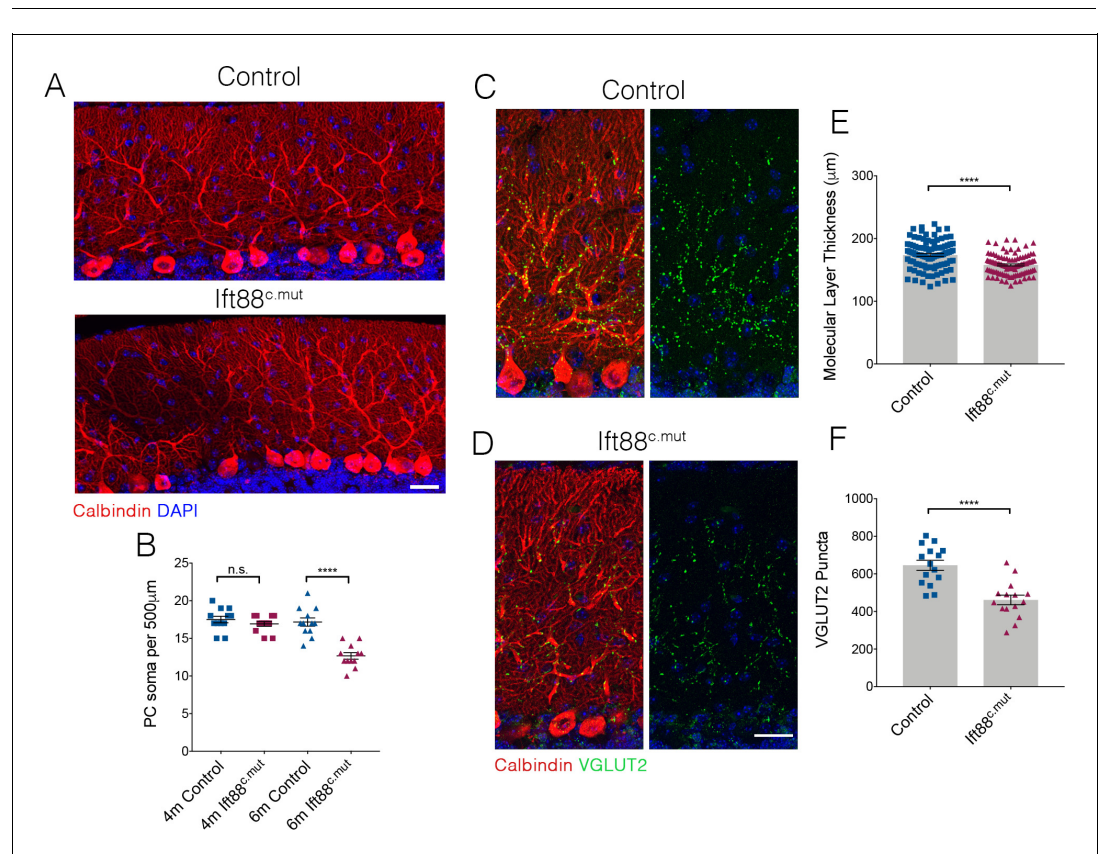 A
Control
Ift88c.mut
Calbindin DAPI
B
PC soma per 500μm
25
20
15
10
5
0
n.s.
****
4m Control
4m Ift88c.mut
6m Control
6m Ift88c.mut
C
Control
D
Ift88c.mut
Calbindin VGLUT2
E
Molecular Layer Thickness (μm)
300
200
100
0
****
Control
Ift88c.mut
F
VGLUT2 Puncta
1000
800
600
400
200
0
****
Control
Ift88c.mut